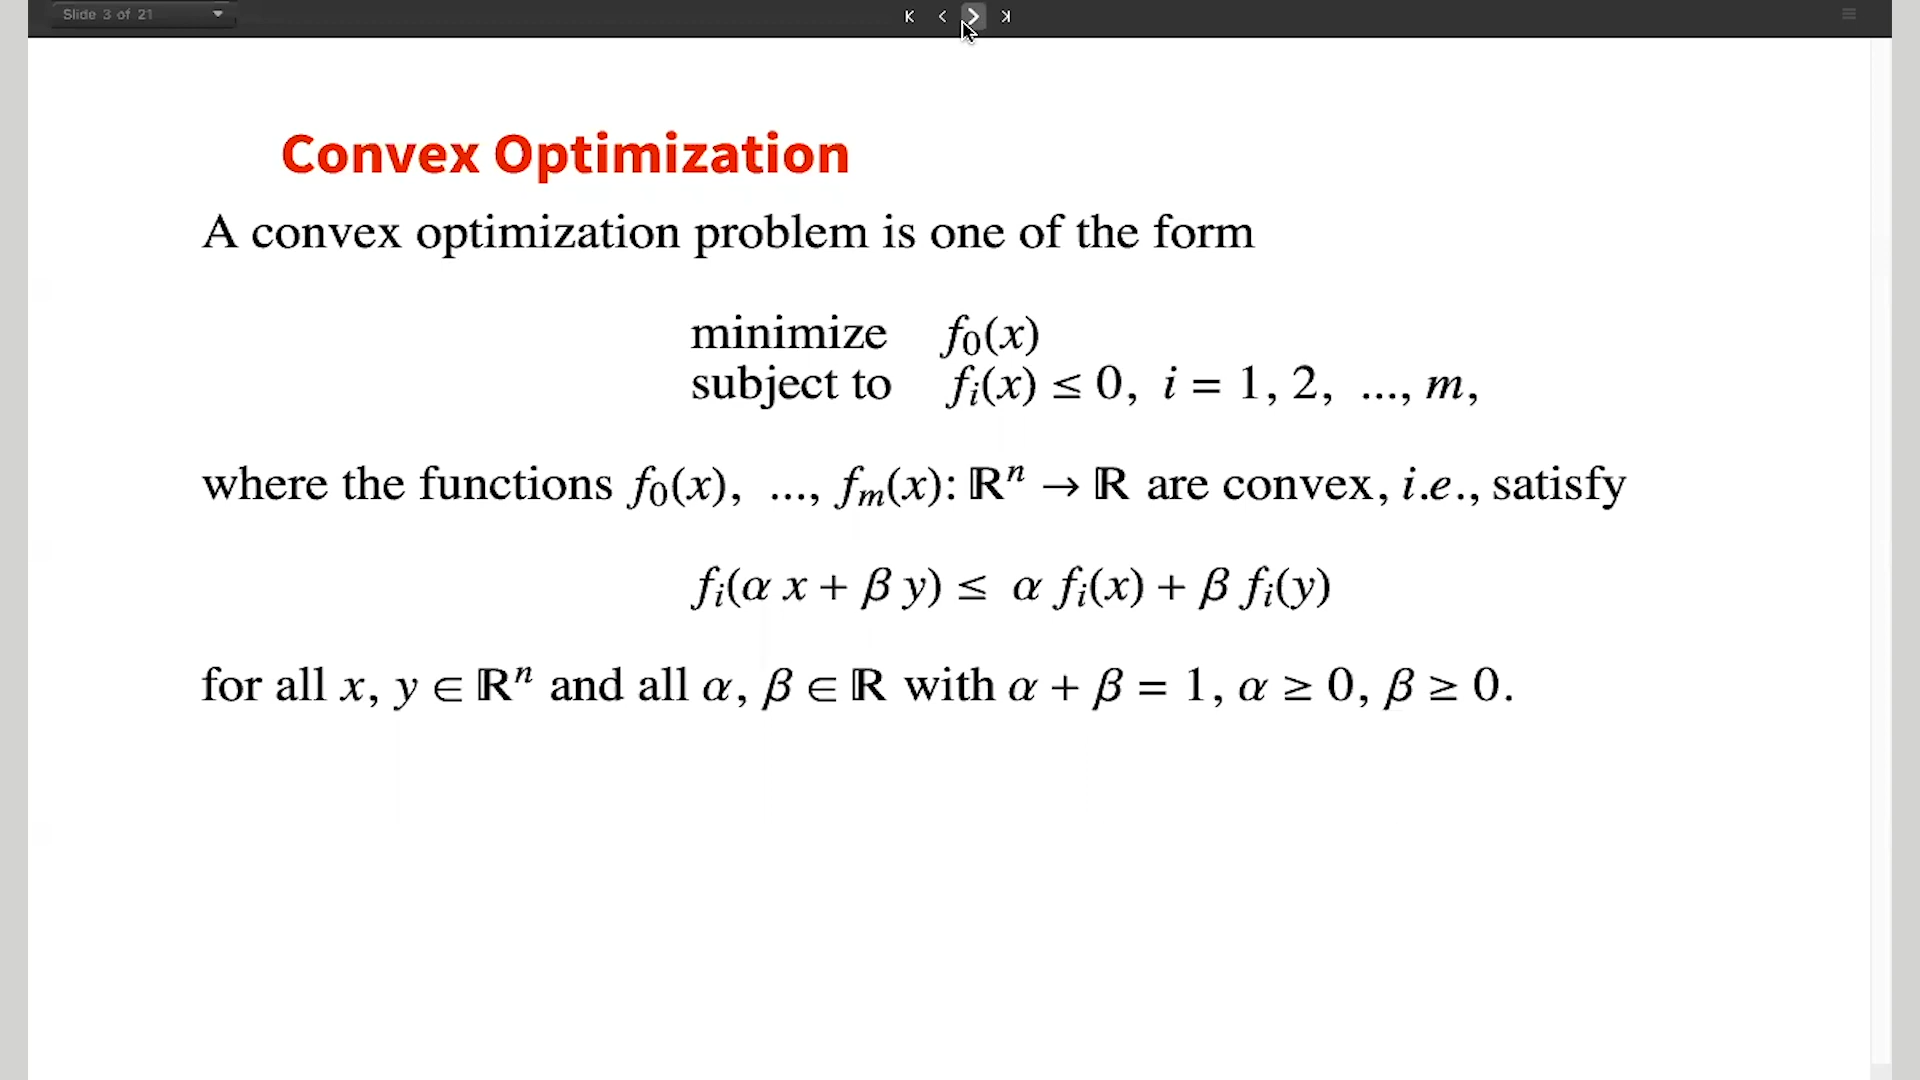 Slide 3 of 21
Convex Optimization
A convex optimization problem is one of the form
minimize f₀(x)
subject to fᵢ(x) ≤ 0, i = 1, 2, ..., m,
where the functions f₀(x), ..., fₘ(x): ℝⁿ → ℝ are convex, i.e., satisfy
fᵢ(α x + β y) ≤ α fᵢ(x) + β fᵢ(y)
for all x, y ∈ ℝⁿ and all α, β ∈ ℝ with α + β = 1, α ≥ 0, β ≥ 0.